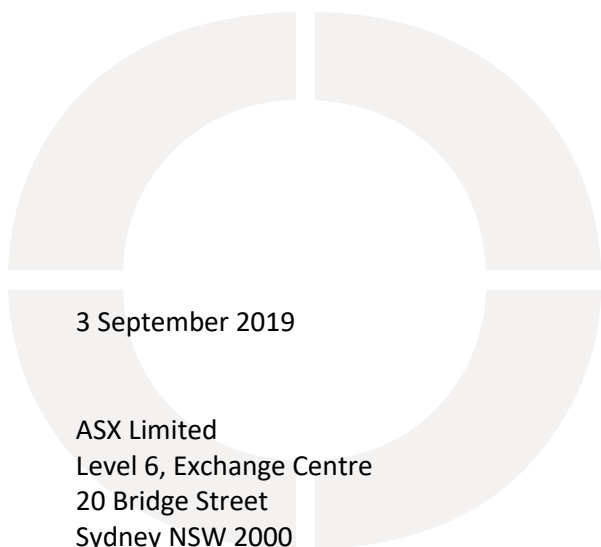 3 September 2019
ASX Limited
Level 6, Exchange Centre
20 Bridge Street
Sydney NSW 2000